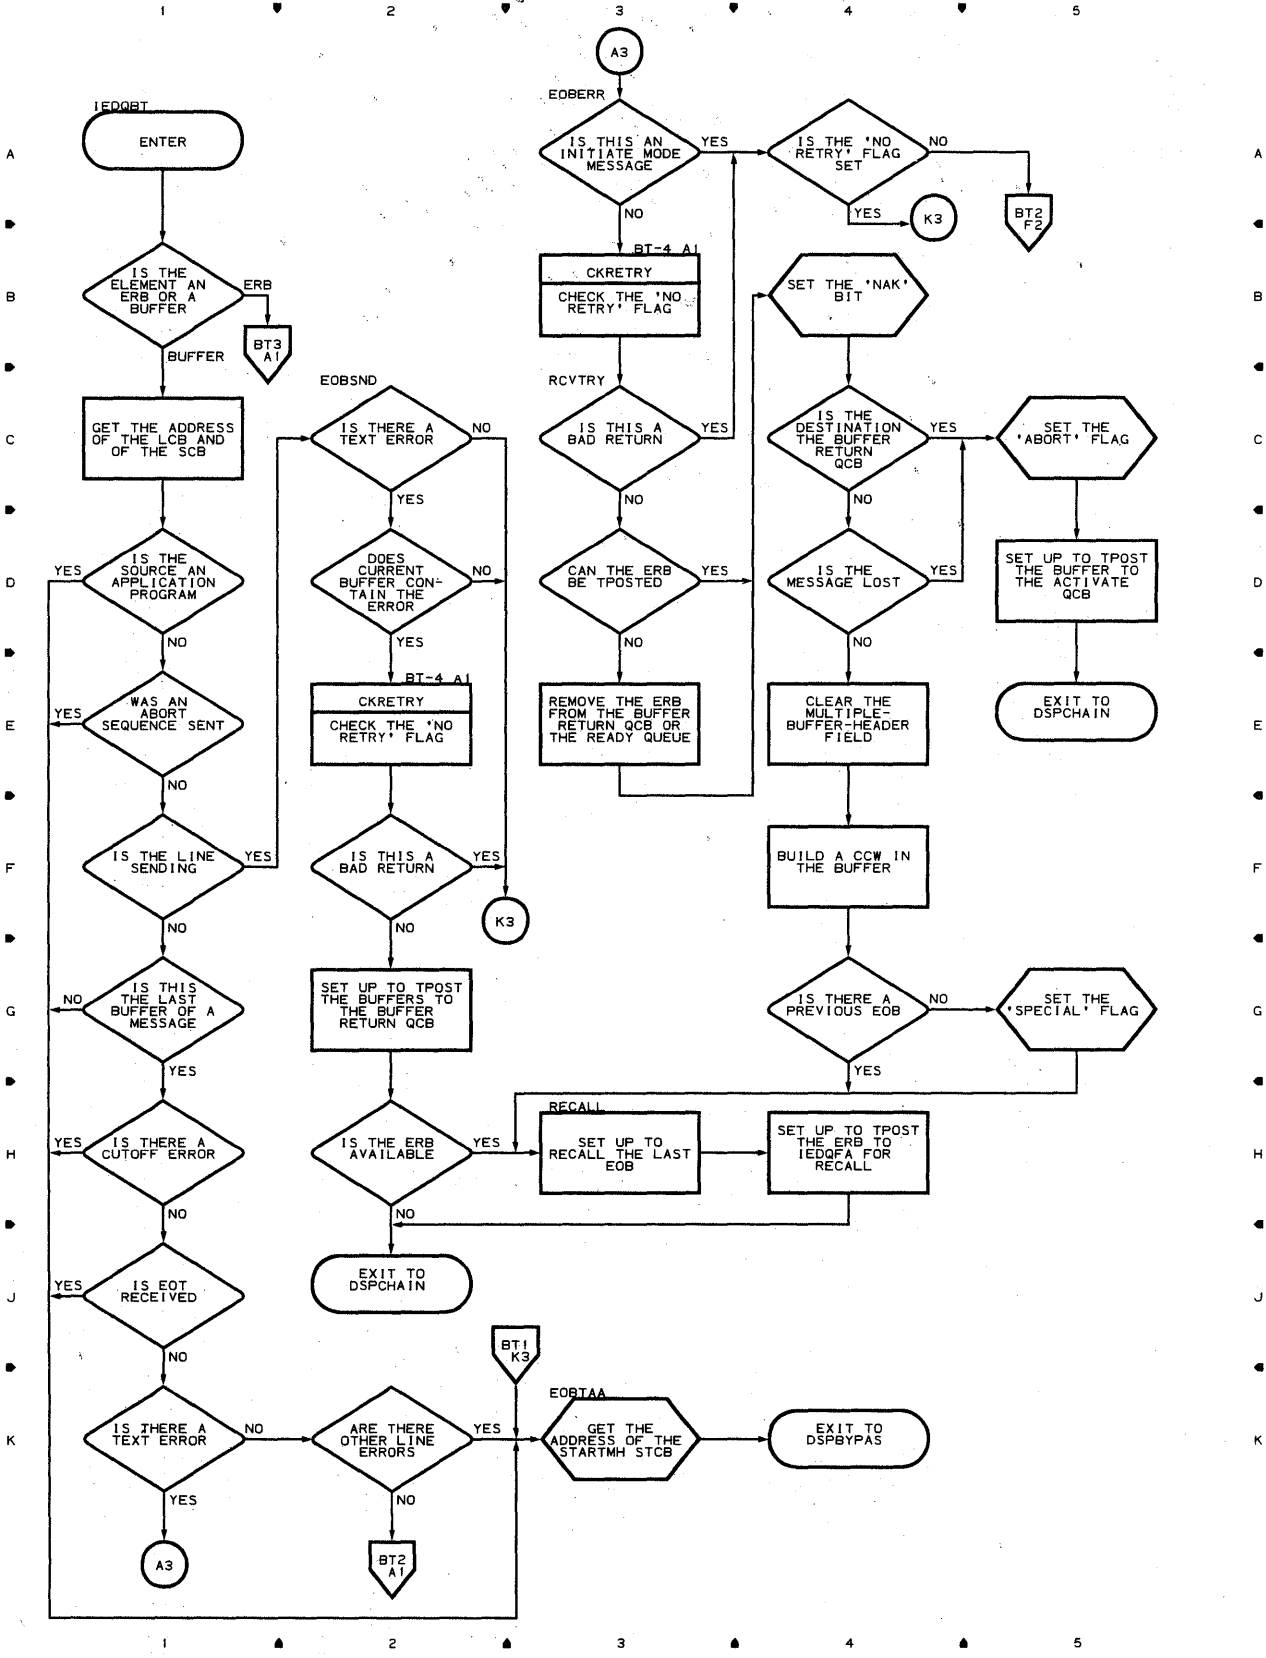 1 2 3 4 5
A3
IEDQBT
ENTER
EOBERR
IS THIS AN
INITIATE MODE
MESSAGE
YES
NO
IS THE 'NO
RETRY' FLAG
SET
NO
YES
K3
BT2
F2
A
A
IS THE
ELEMENT AN
ERB OR A
BUFFER
ERB
BUFFER
BT3
A1
BT-4 A1
CKRETRY
CHECK THE 'NO
RETRY' FLAG
SET THE 'NAK'
BIT
B
B
GET THE ADDRESS
OF THE LCB AND
OF THE SCB
EOBSND
IS THERE A
TEXT ERROR
NO
YES
RCVTRY
IS THIS A
BAD RETURN
YES
NO
IS THE
DESTINATION
THE BUFFER
RETURN
QCB
YES
NO
SET THE
'ABORT' FLAG
C
C
IS THE
SOURCE AN
APPLICATION
PROGRAM
YES
NO
DOES
CURRENT
BUFFER CON-
TAIN THE
ERROR
NO
YES
CAN THE ERB
BE TPOSTED
YES
NO
IS THE
MESSAGE LOST
YES
NO
SET UP TO TPOST
THE BUFFER TO
THE ACTIVATE
QCB
D
D
WAS AN
ABORT
SEQUENCE SENT
YES
NO
BT-4 A1
CKRETRY
CHECK THE 'NO
RETRY' FLAG
REMOVE THE ERB
FROM THE BUFFER
RETURN QCB OR
THE READY QUEUE
CLEAR THE
MULTIPLE-
BUFFER-HEADER
FIELD
EXIT TO
DSPCHAIN
E
E
IS THE LINE
SENDING
YES
NO
IS THIS A
BAD RETURN
YES
NO
K3
BUILD A CCW IN
THE BUFFER
F
F
IS THIS
THE LAST
BUFFER OF A
MESSAGE
NO
YES
SET UP TO TPOST
THE BUFFERS TO
THE BUFFER
RETURN QCB
IS THERE A
PREVIOUS EOB
NO
YES
SET THE
'SPECIAL' FLAG
G
G
IS THERE A
CUTOFF ERROR
YES
NO
IS THE ERB
AVAILABLE
YES
NO
RECALL
SET UP TO
RECALL THE LAST
EOB
SET UP TO TPOST
THE ERB TO
IEDQFA FOR
RECALL
H
H
IS EOT
RECEIVED
YES
NO
EXIT TO
DSPCHAIN
J
J
BT1
K3
IS THERE A
TEXT ERROR
NO
YES
ARE THERE
OTHER LINE
ERRORS
YES
NO
EOBTAA
GET THE
ADDRESS OF THE
STARTMH STCB
EXIT TO
DSPBYPAS
K
K
A3
BT2
A1
1 2 3 4 5